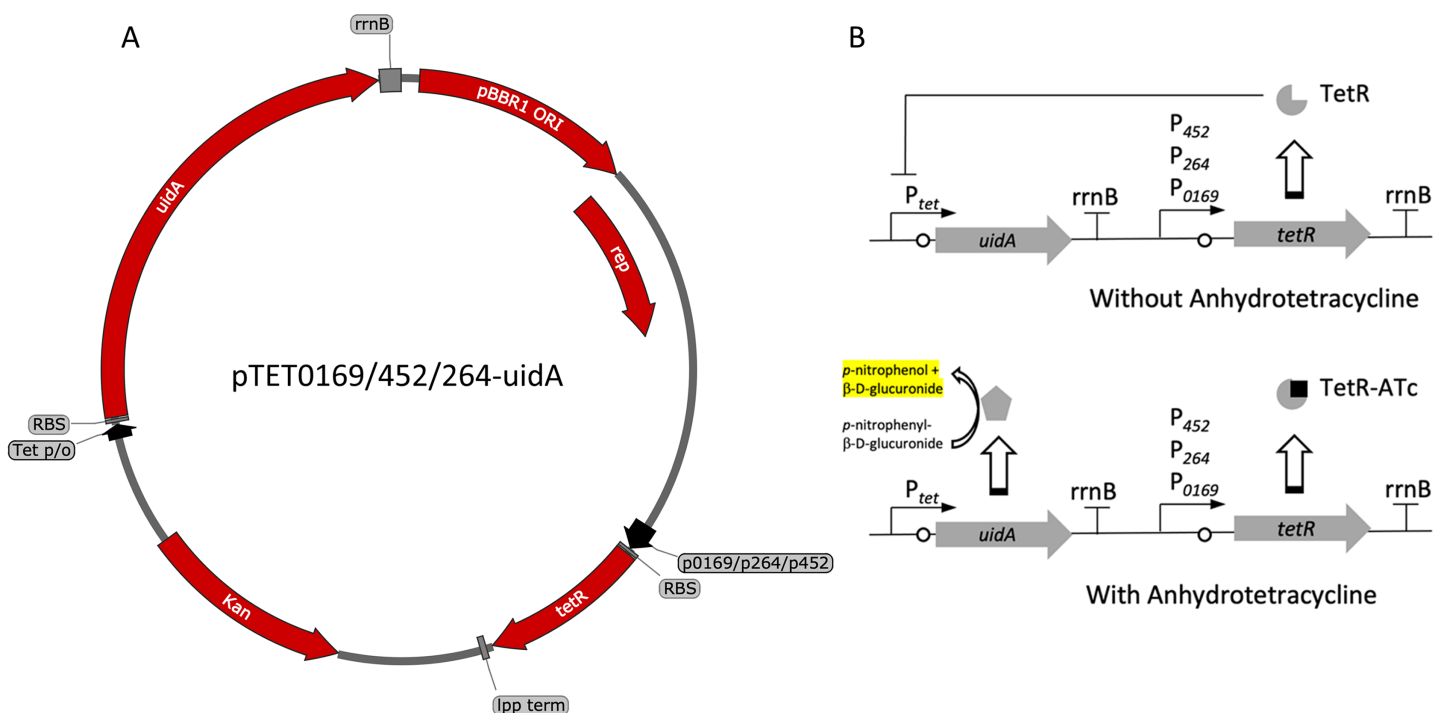 A
rrnB
pBBR1 ORI
uidA
rep
pTET0169/452/264-uidA
RBS
Tet p/o
p0169/p264/p452
RBS
tetR
Kan
lpp term
B
TetR
P452
P264
P0169
Ptet
rrnB
rrnB
uidA
tetR
Without Anhydrotetracycline
p-nitrophenol +
β-D-glucuronide
p-nitrophenyl-
β-D-glucuronide
TetR-ATc
P452
P264
P0169
Ptet
rrnB
rrnB
uidA
tetR
With Anhydrotetracycline